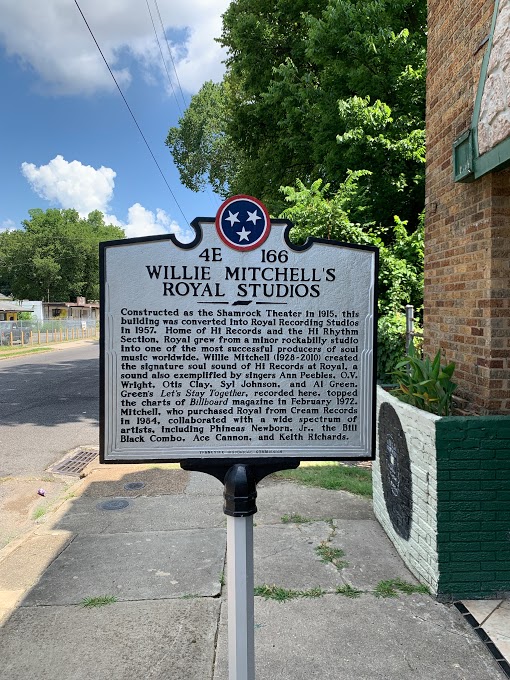 4E 166
WILLIE MITCHELL'S
ROYAL STUDIOS
Constructed as the Shamrock Theater in 1915, this
building was converted into Royal Recording Studios
in 1957. Home of Hi Records and the Hi Rhythm
Section, Royal grew from a minor rockabilly studio
into one of the most successful producers of soul
music worldwide. Willie Mitchell (1928-2010) created
the signature soul sound of Hi Records at Royal, a
sound also exemplified by singers Ann Peebles, O.V.
Wright, Otis Clay, Syl Johnson, and Al Green.
Green's Let's Stay Together, recorded here, topped
the charts of Billboard magazine in February 1972.
Mitchell, who purchased Royal from Cream Records
in 1984, collaborated with a wide spectrum of
artists, including Phineas Newborn, Jr., the Bill
Black Combo, Ace Cannon, and Keith Richards.
TENNESSEE HISTORICAL COMMISSION